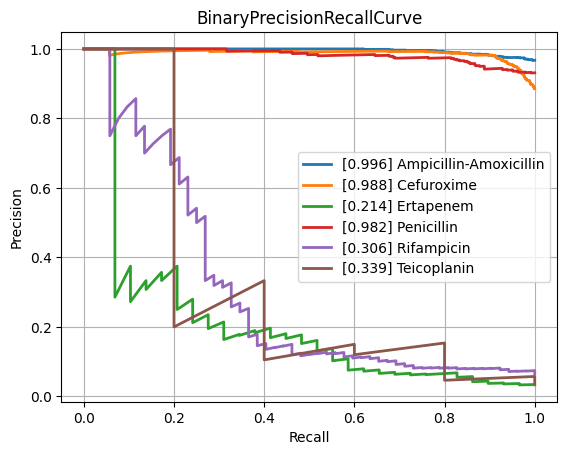 BinaryPrecisionRecallCurve
Precision
1.0
0.8
0.6
0.4
0.2
0.0
[0.996] Ampicillin-Amoxicillin
[0.988] Cefuroxime
[0.214] Ertapenem
[0.982] Penicillin
[0.306] Rifampicin
[0.339] Teicoplanin
0.0 0.2 0.4 0.6 0.8 1.0
Recall